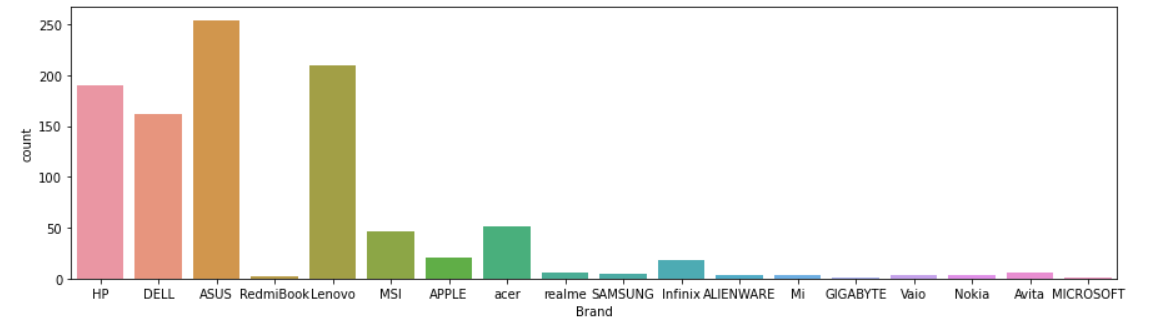 250
200
150
100
50
0
count
HP DELL ASUS RedmiBook Lenovo MSI APPLE acer realme SAMSUNG Infinix ALIENWARE Mi GIGABYTE Vaio Nokia Avita MICROSOFT
Brand